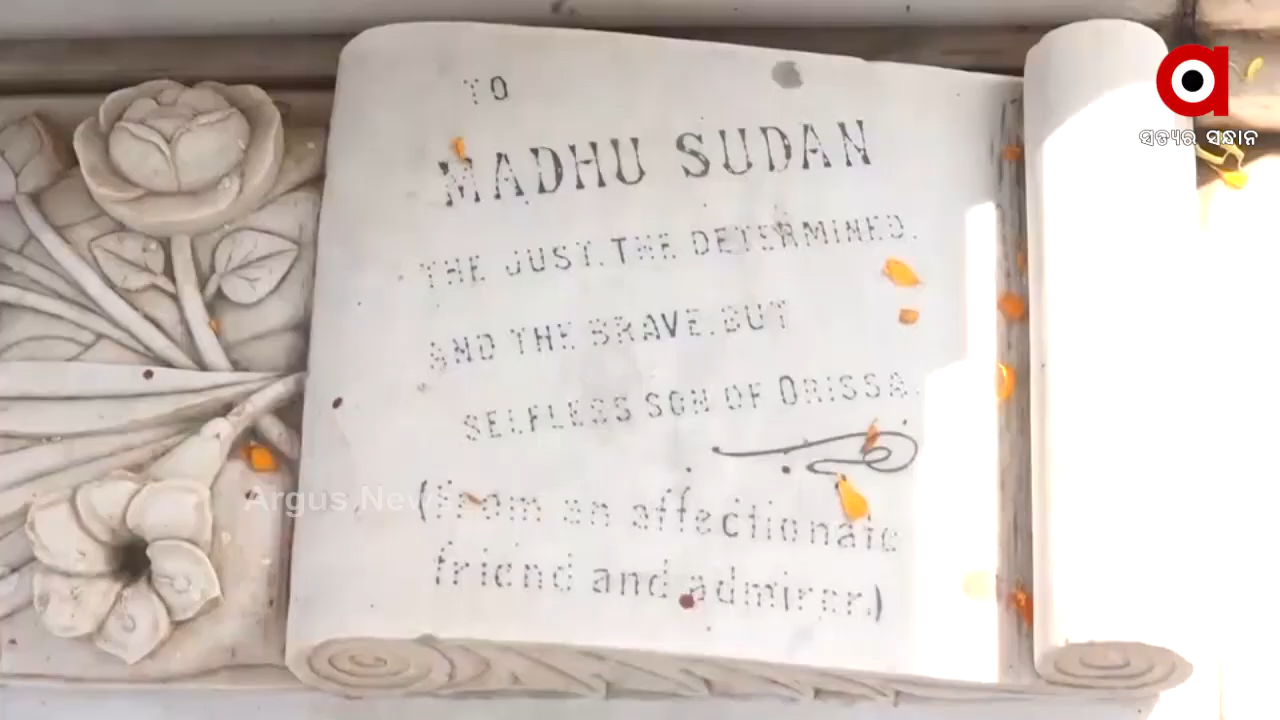 TO
MADHU SUDAN
THE JUST, THE DETERMINED,
AND THE BRAVE, BUT
SELFLESS SON OF ORISSA.
(from an affectionate
friend and admirer.)
Argus News
ସତ୍ୟର ସନ୍ଧାନ